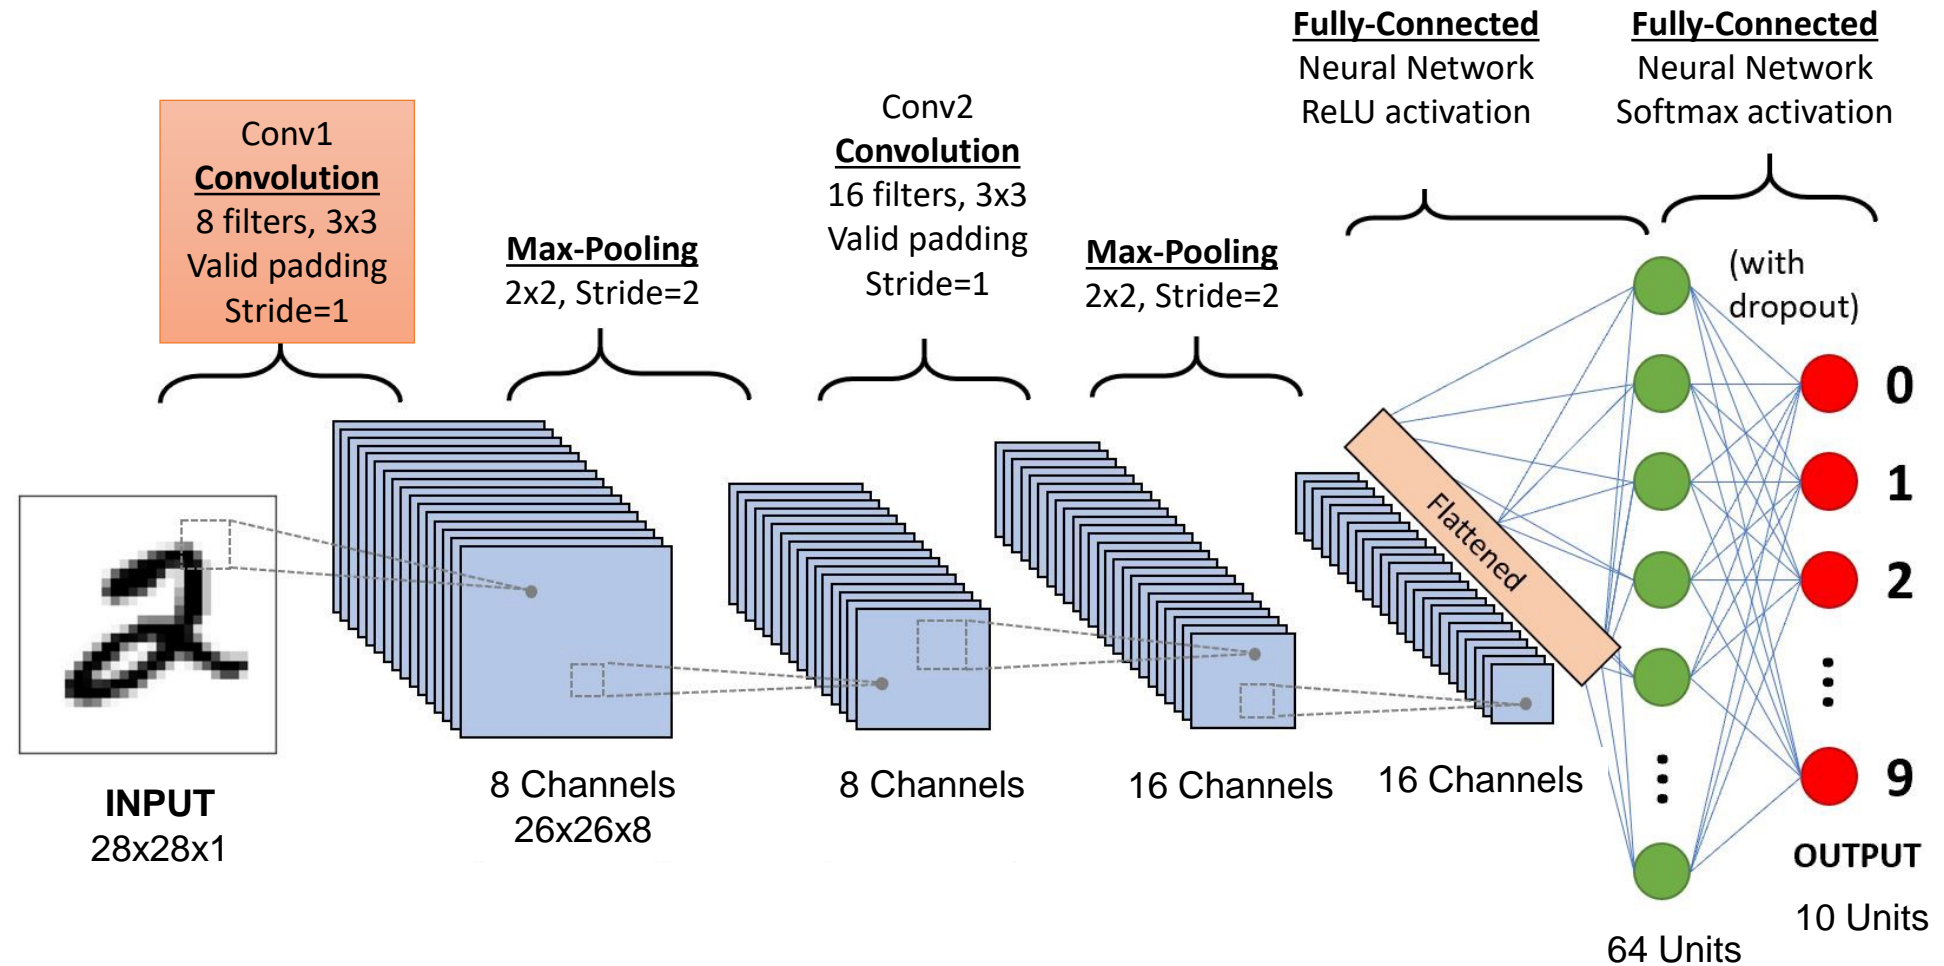 Conv1
Convolution
8 filters, 3x3
Valid padding
Stride=1
Max-Pooling
2x2, Stride=2
Conv2
Convolution
16 filters, 3x3
Valid padding
Stride=1
Max-Pooling
2x2, Stride=2
Fully-Connected
Neural Network
ReLU activation
Fully-Connected
Neural Network
Softmax activation
(with
dropout)
Flattened
0
1
2
9
INPUT
28x28x1
8 Channels
26x26x8
8 Channels
16 Channels
16 Channels
64 Units
OUTPUT
10 Units